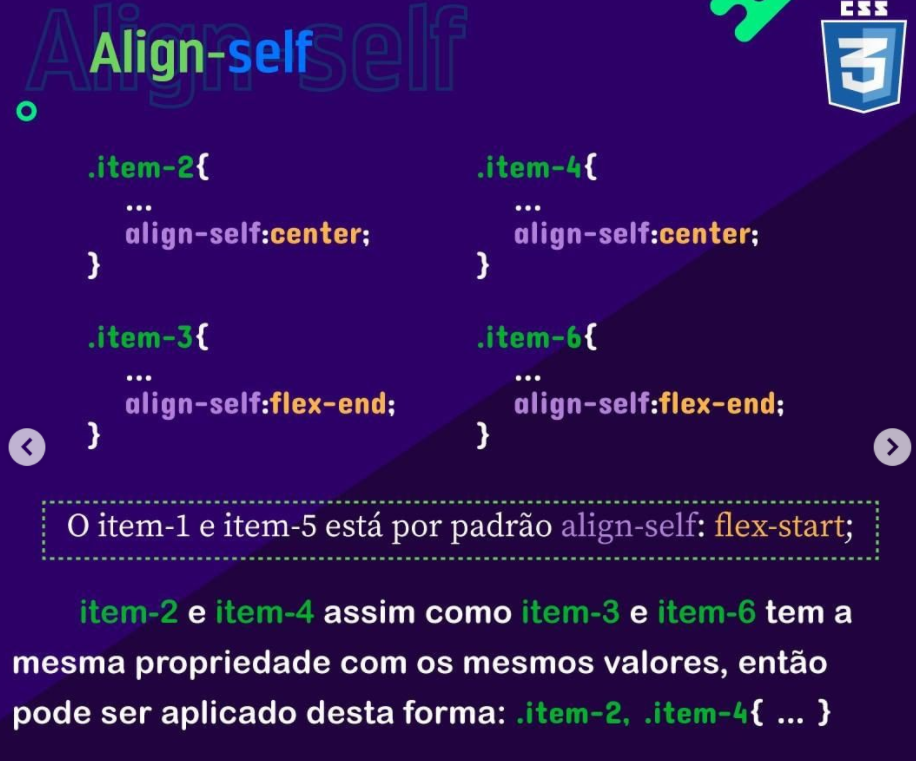 Align-self
Align-self
CSS
3
.item-2{
...
align-self:center;
}
.item-4{
...
align-self:center;
}
.item-3{
...
align-self:flex-end;
}
.item-6{
...
align-self:flex-end;
}
O item-1 e item-5 está por padrão align-self: flex-start;
item-2 e item-4 assim como item-3 e item-6 tem a
mesma propriedade com os mesmos valores, então
pode ser aplicado desta forma: .item-2, .item-4{ ... }